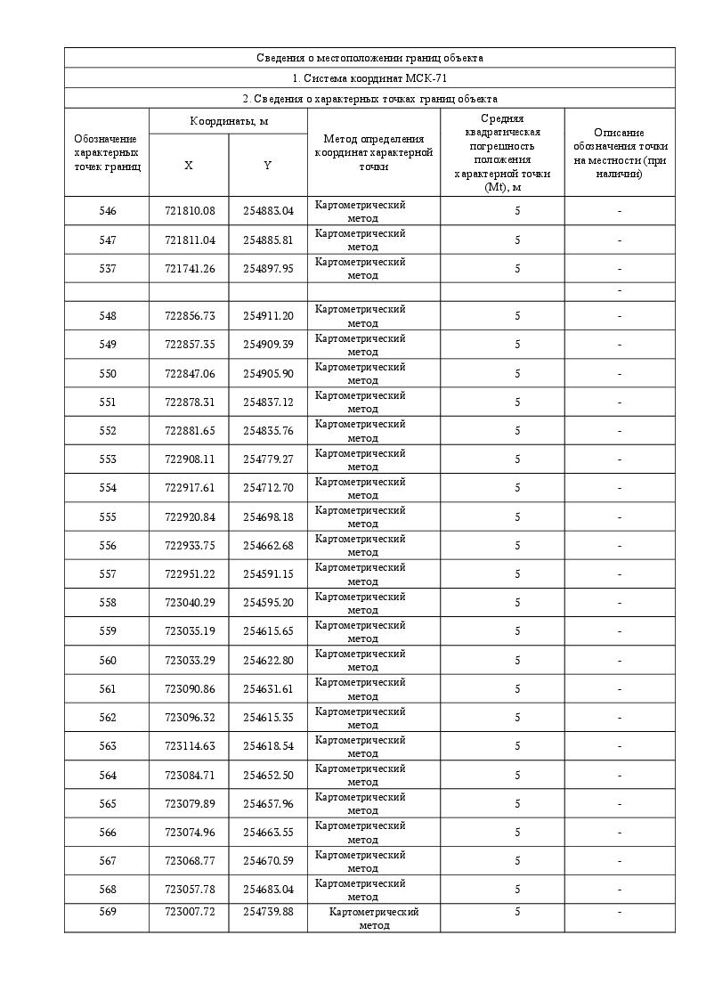 Сведения о местоположении границ объекта
1. Система координат МСК-71
2. Сведения о характерных точках границ объекта
Обозначение характерных точек границ | Координаты, м | Метод определения координат характерной точки | Средняя квадратическая погрешность положения характерной точки (Mt), м | Описание обозначения точки на местности (при наличии)
X | Y
546 | 721810.08 | 254883.04 | Картометрический метод | 5 | -
547 | 721811.04 | 254885.81 | Картометрический метод | 5 | -
537 | 721741.26 | 254897.95 | Картометрический метод | 5 | -
-
548 | 722856.73 | 254911.20 | Картометрический метод | 5 | -
549 | 722857.35 | 254909.39 | Картометрический метод | 5 | -
550 | 722847.06 | 254905.90 | Картометрический метод | 5 | -
551 | 722878.31 | 254837.12 | Картометрический метод | 5 | -
552 | 722881.65 | 254835.76 | Картометрический метод | 5 | -
553 | 722908.11 | 254779.27 | Картометрический метод | 5 | -
554 | 722917.61 | 254712.70 | Картометрический метод | 5 | -
555 | 722920.84 | 254698.18 | Картометрический метод | 5 | -
556 | 722933.75 | 254662.68 | Картометрический метод | 5 | -
557 | 722951.22 | 254591.15 | Картометрический метод | 5 | -
558 | 723040.29 | 254595.20 | Картометрический метод | 5 | -
559 | 723035.19 | 254615.65 | Картометрический метод | 5 | -
560 | 723033.29 | 254622.80 | Картометрический метод | 5 | -
561 | 723090.86 | 254631.61 | Картометрический метод | 5 | -
562 | 723096.32 | 254615.35 | Картометрический метод | 5 | -
563 | 723114.63 | 254618.54 | Картометрический метод | 5 | -
564 | 723084.71 | 254652.50 | Картометрический метод | 5 | -
565 | 723079.89 | 254657.96 | Картометрический метод | 5 | -
566 | 723074.96 | 254663.55 | Картометрический метод | 5 | -
567 | 723068.77 | 254670.59 | Картометрический метод | 5 | -
568 | 723057.78 | 254683.04 | Картометрический метод | 5 | -
569 | 723007.72 | 254739.88 | Картометрический метод | 5 | -